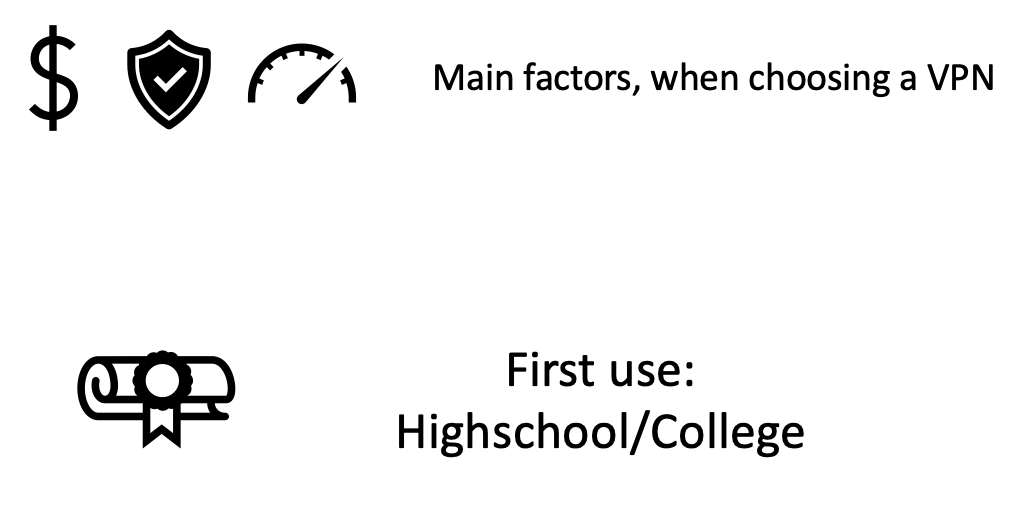 Main factors, when choosing a VPN
First use:
Highschool/College